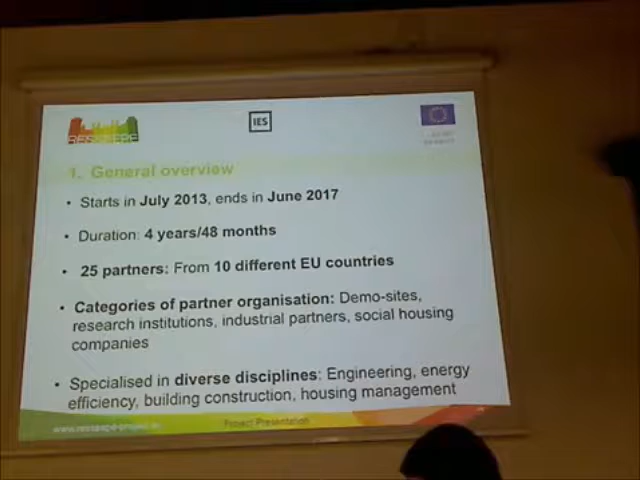 RESSEEPE
IES
1. General overview
• Starts in July 2013, ends in June 2017
• Duration: 4 years/48 months
• 25 partners: From 10 different EU countries
• Categories of partner organisation: Demo-sites,
research institutions, industrial partners, social housing
companies
• Specialised in diverse disciplines: Engineering, energy
efficiency, building construction, housing management
Project Presentation